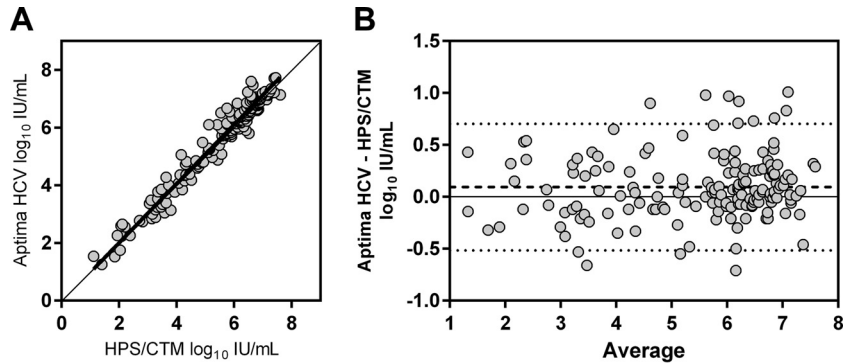 A
Aptima HCV log10 IU/mL
8
6
4
2
0
0 2 4 6 8
HPS/CTM log10 IU/mL
B
Aptima HCV - HPS/CTM
log10 IU/mL
1.5
1.0
0.5
0.0
-0.5
-1.0
1 2 3 4 5 6 7 8
Average